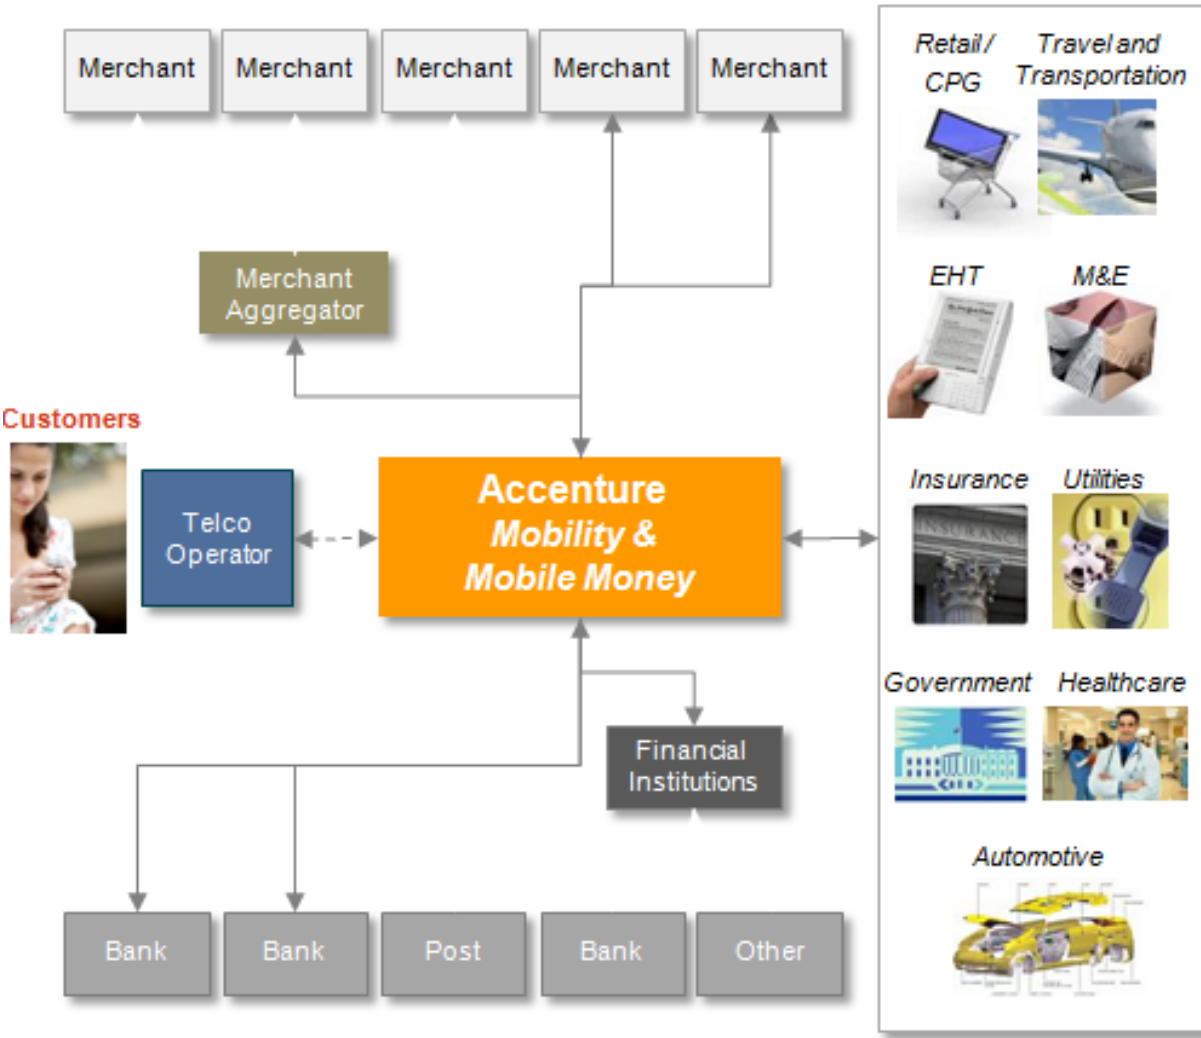 Merchant
Merchant
Merchant
Merchant
Merchant
Merchant
Aggregator
Customers
Telco
Operator
Accenture
Mobility &
Mobile Money
Financial
Institutions
Bank
Bank
Post
Bank
Other
Retail /
CPG
Travel and
Transportation
EHT
M&E
Insurance
Utilities
INSURANCE
Government
Healthcare
Automotive